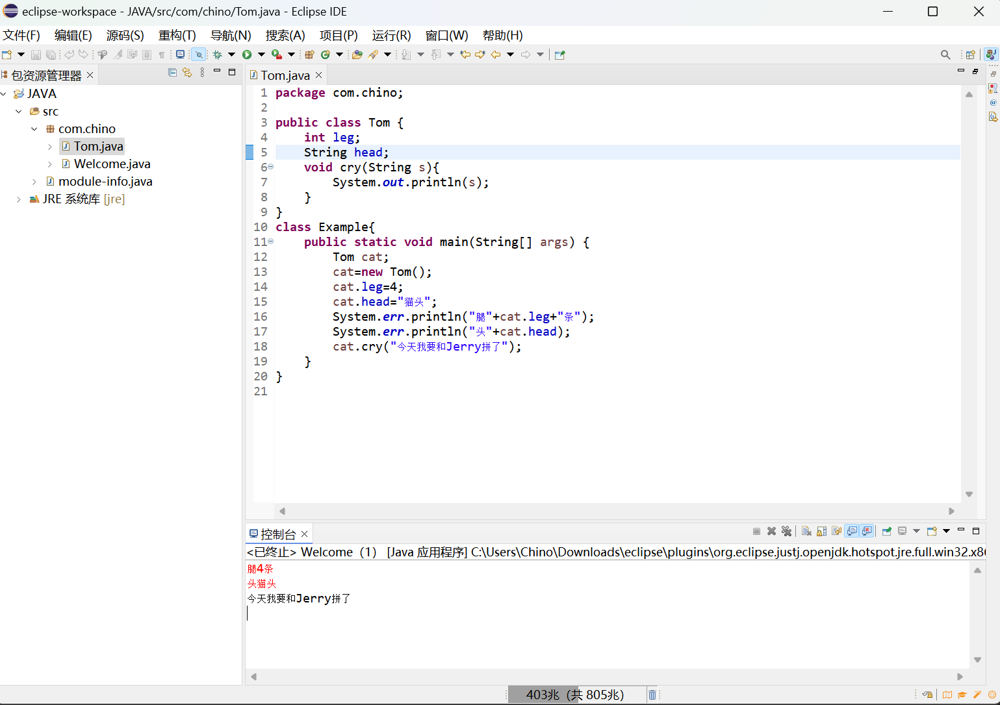 eclipse-workspace - JAVA/src/com/chino/Tom.java - Eclipse IDE
文件(F) 编辑(E) 源码(S) 重构(T) 导航(N) 搜索(A) 项目(P) 运行(R) 窗口(W) 帮助(H)
包资源管理器
JAVA
src
com.chino
Tom.java
Welcome.java
module-info.java
JRE 系统库 [jre]
Tom.java
1 package com.chino;
2
3 public class Tom {
4 int leg;
5 String head;
6 void cry(String s){
7 System.out.println(s);
8 }
9 }
10 class Example{
11 public static void main(String[] args) {
12 Tom cat;
13 cat=new Tom();
14 cat.leg=4;
15 cat.head="猫头";
16 System.err.println("腿"+cat.leg+"条");
17 System.err.println("头"+cat.head);
18 cat.cry("今天我要和Jerry拼了");
19 }
20 }
21
控制台
<已终止> Welcome（1） [Java 应用程序] C:\Users\Chino\Downloads\eclipse\plugins\org.eclipse.justj.openjdk.hotspot.jre.full.win32.x86
腿4条
头猫头
今天我要和Jerry拼了
403兆（共 805兆）